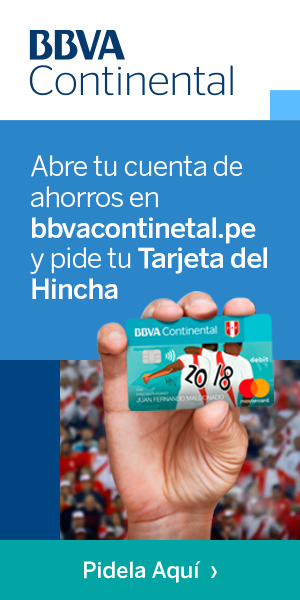 BBVA
Continental
Abre tu cuenta de
ahorros en
bbvacontinetal.pe
y pide tu Tarjeta del
Hincha
BBVA Continental
debit
2018
JUAN FERNANDO MALDONADO
mastercard
Pidela Aquí ›